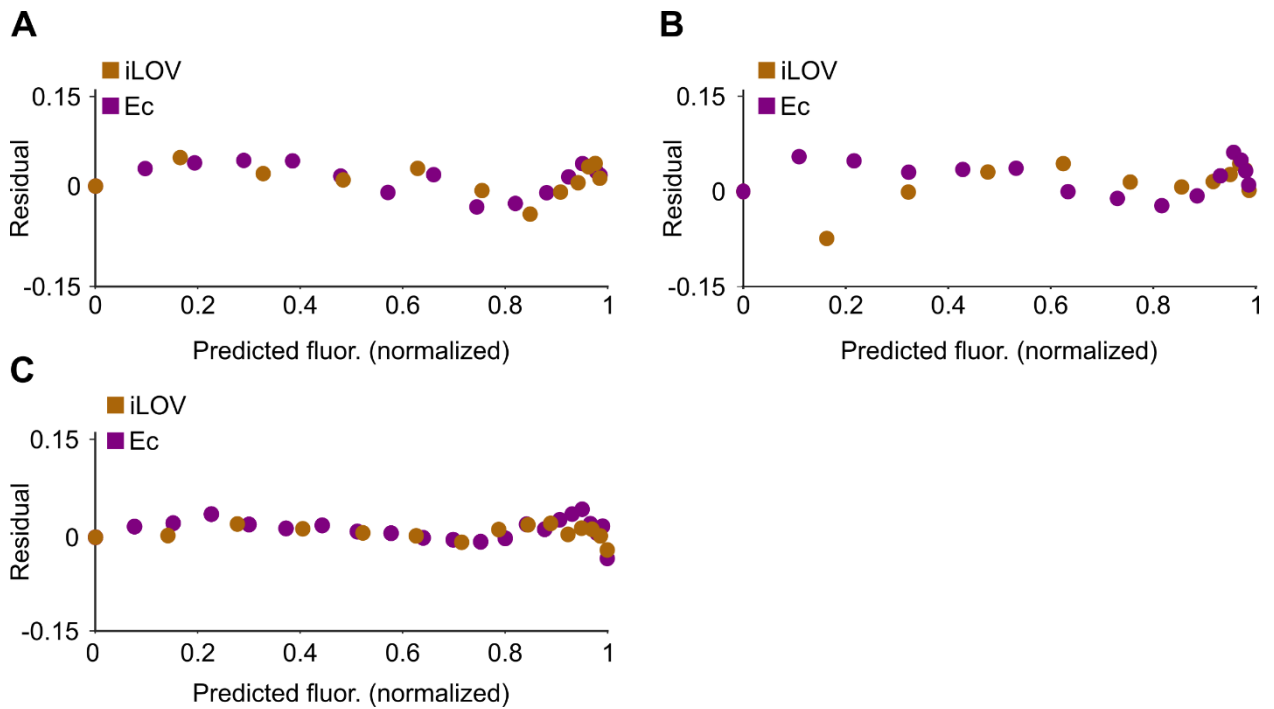 A
iLOV
Ec
0.15
0
-0.15
Residual
0 0.2 0.4 0.6 0.8 1
Predicted fluor. (normalized)
B
iLOV
Ec
0.15
0
-0.15
Residual
0 0.2 0.4 0.6 0.8 1
Predicted fluor. (normalized)
C
iLOV
Ec
0.15
0
-0.15
Residual
0 0.2 0.4 0.6 0.8 1
Predicted fluor. (normalized)